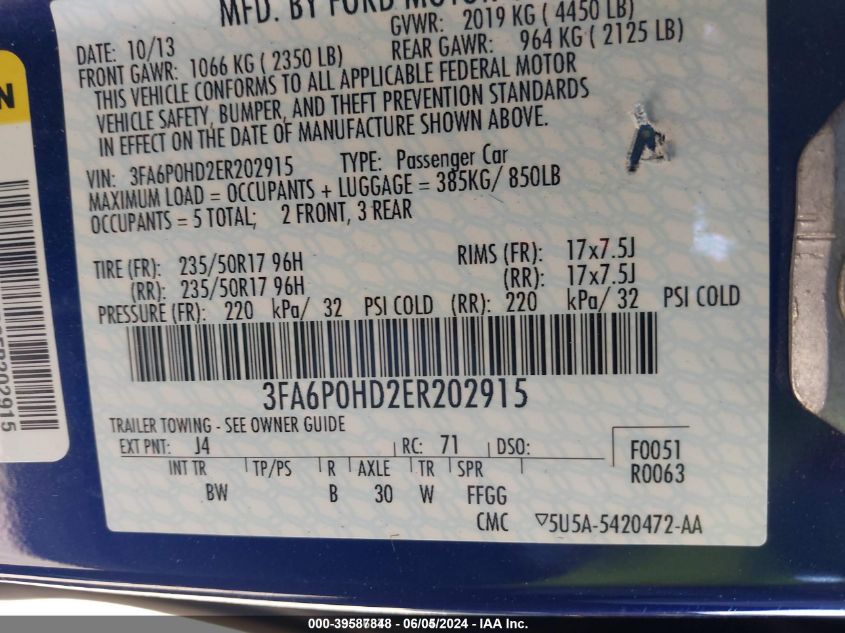 MFD. BY FORD MOTOR
GVWR: 2019 KG ( 4450 LB)
DATE: 10/13
FRONT GAWR: 1066 KG ( 2350 LB)
REAR GAWR: 964 KG ( 2125 LB)
THIS VEHICLE CONFORMS TO ALL APPLICABLE FEDERAL MOTOR
VEHICLE SAFETY, BUMPER, AND THEFT PREVENTION STANDARDS
IN EFFECT ON THE DATE OF MANUFACTURE SHOWN ABOVE.
VIN: 3FA6P0HD2ER202915 TYPE: Passenger Car
MAXIMUM LOAD = OCCUPANTS + LUGGAGE = 385KG/ 850LB
OCCUPANTS = 5 TOTAL; 2 FRONT, 3 REAR
TIRE (FR): 235/50R17 96H RIMS (FR): 17x7.5J
(RR): 235/50R17 96H (RR): 17x7.5J
PRESSURE (FR): 220 kPa/ 32 PSI COLD (RR): 220 kPa/ 32 PSI COLD
3FA6P0HD2ER202915
TRAILER TOWING - SEE OWNER GUIDE
EXT PNT: J4 RC: 71 DSO:
F0051
R0063
INT TR TP/PS R AXLE TR SPR
BW B 30 W FFGG
CMC ▽5U5A-5420472-AA
N
ER202915
000-39587848 - 06/05/2024 - IAA Inc.